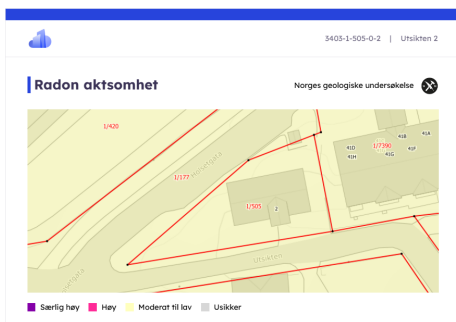 3403-1-505-0-2 | Utsikten 2
Radon aktsomhet
Norges geologiske undersøkelse
1/420
41B
41A
41D
1/7390
41F
41H
41G
1/177
1/505
2
Utsikten
Særlig høy
Høy
Moderat til lav
Usikker